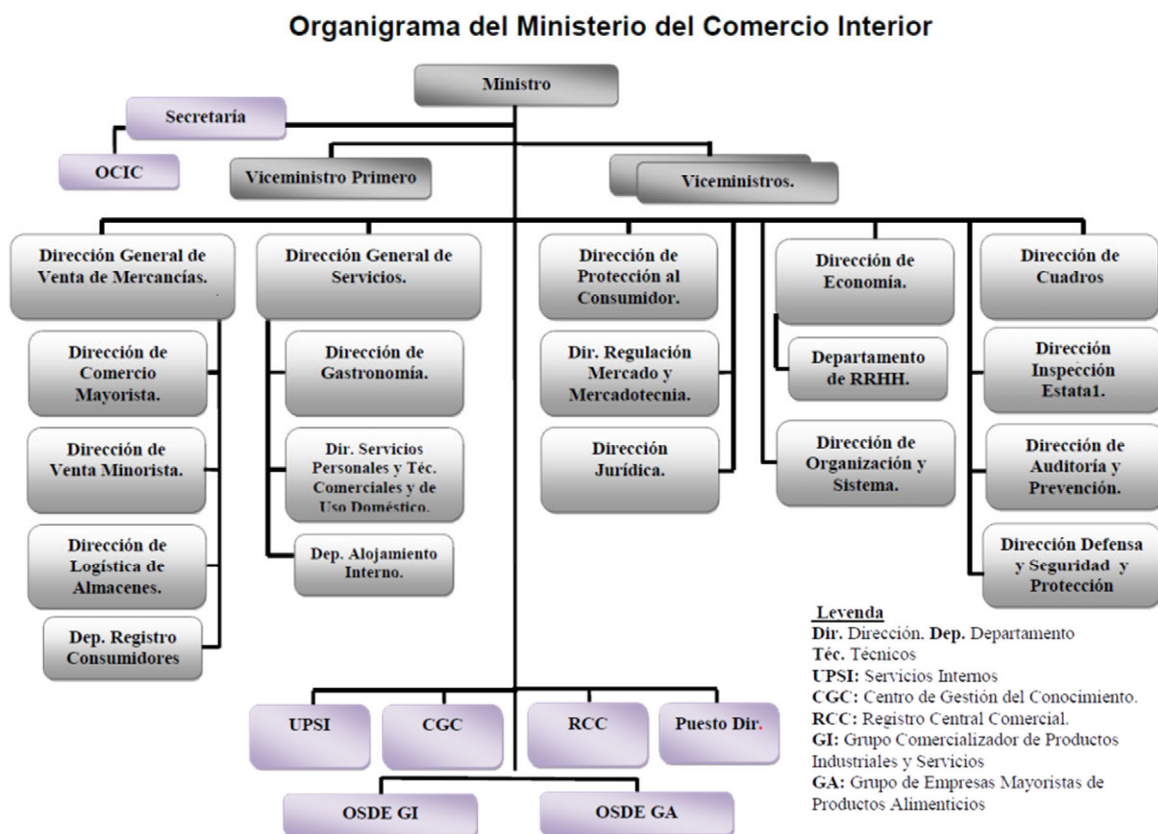 Organigrama del Ministerio del Comercio Interior
Ministro
Secretaría
OCIC
Viceministro Primero
Viceministros.
Dirección General de
Venta de Mercancías.
Dirección General de
Servicios.
Dirección de
Protección al
Consumidor.
Dirección de
Economía.
Dirección de
Cuadros
Dirección de
Comercio
Mayorista.
Dirección de
Gastronomía.
Dir. Regulación
Mercado y
Mercadotecnia.
Departamento
de RRHH.
Dirección
Inspección
Estata1.
Dirección de
Venta Minorista.
Dir. Servicios
Personales y Téc.
Comerciales y de
Uso Doméstico.
Dirección
Jurídica.
Dirección de
Organización y
Sistema.
Dirección de
Auditoría y
Prevención.
Dirección de
Logística de
Almacenes.
Dep. Alojamiento
Interno.
Dirección Defensa
y Seguridad y
Protección
Dep. Registro
Consumidores
UPSI
CGC
RCC
Puesto Dir.
OSDE GI
OSDE GA
Leyenda
Dir. Dirección. Dep. Departamento
Téc. Técnicos
UPSI: Servicios Internos
CGC: Centro de Gestión del Conocimiento.
RCC: Registro Central Comercial.
GI: Grupo Comercializador de Productos
Industriales y Servicios
GA: Grupo de Empresas Mayoristas de
Productos Alimenticios